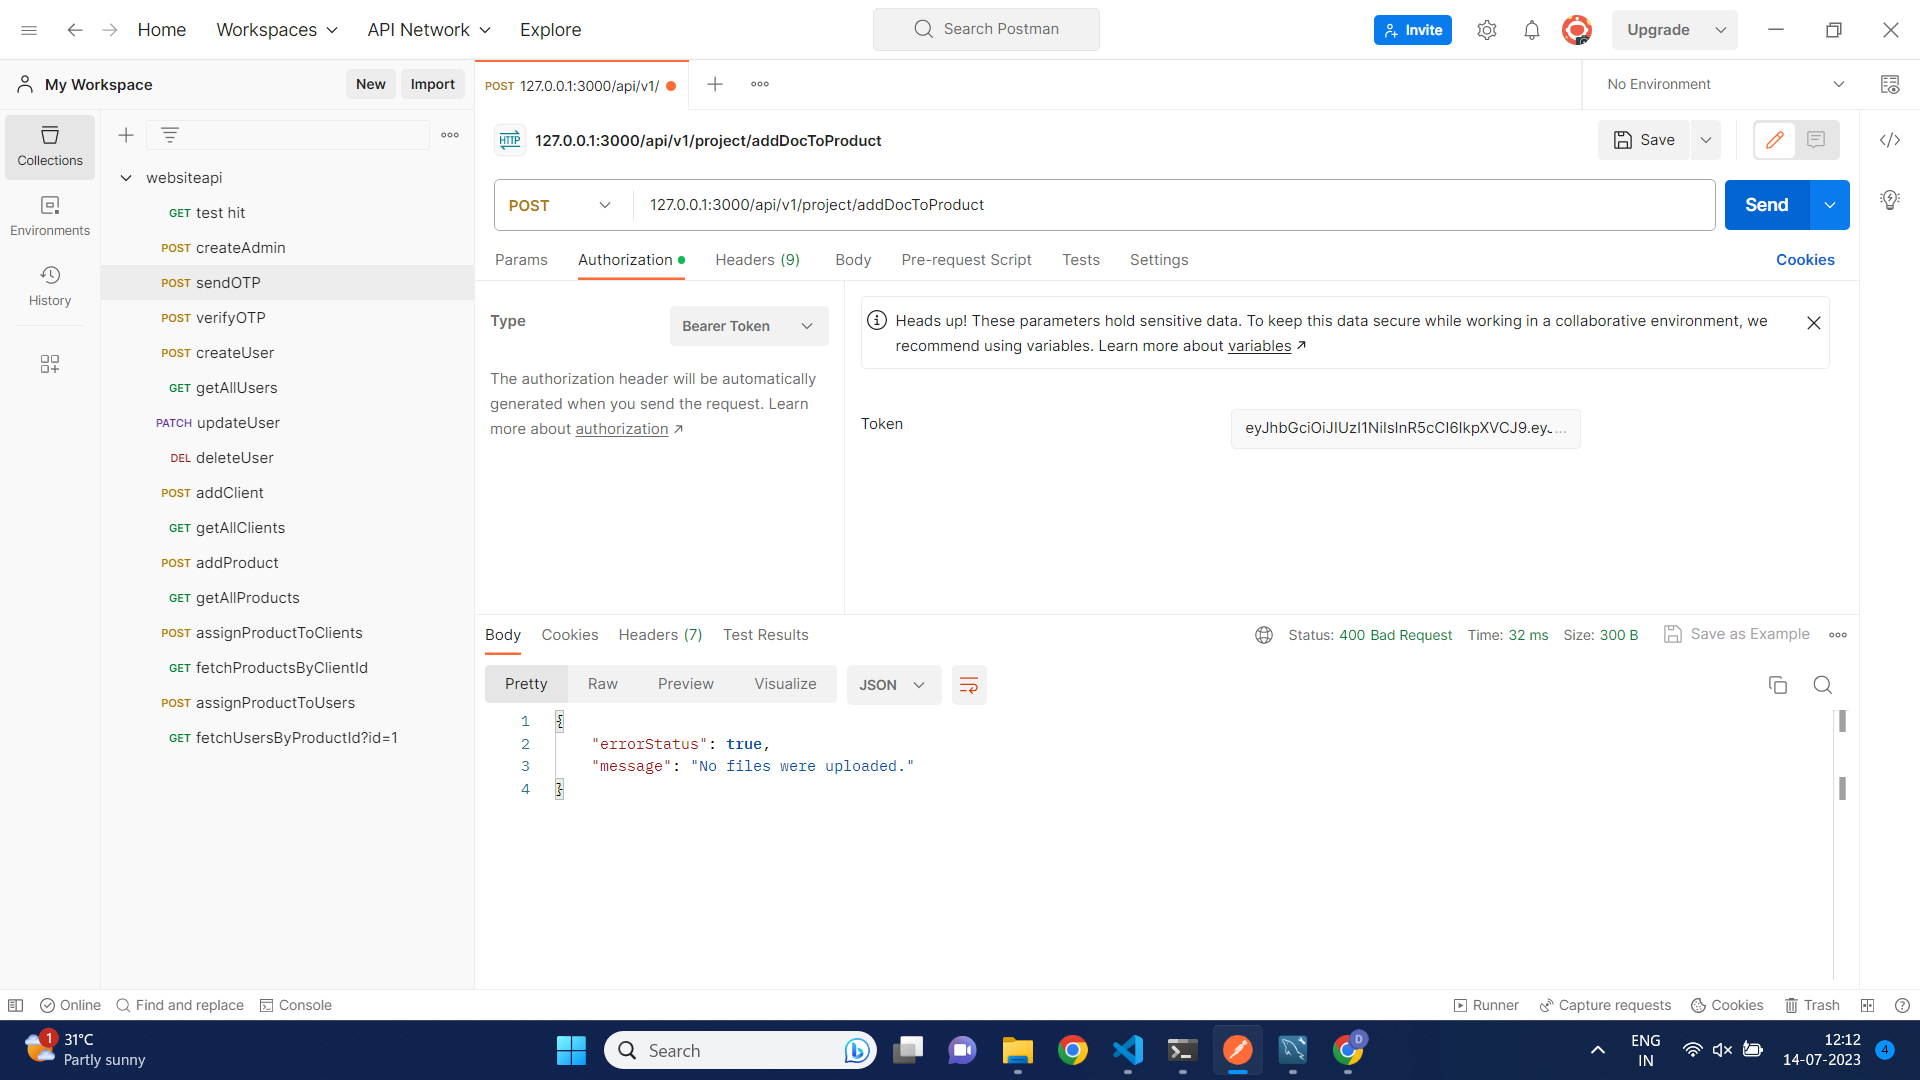 Home
Workspaces
API Network
Explore
Search Postman
Invite
Upgrade
My Workspace
New
Import
POST 127.0.0.1:3000/api/v1/
No Environment
Collections
Environments
History
websiteapi
GET test hit
POST createAdmin
POST sendOTP
POST verifyOTP
POST createUser
GET getAllUsers
PATCH updateUser
DEL deleteUser
POST addClient
GET getAllClients
POST addProduct
GET getAllProducts
POST assignProductToClients
GET fetchProductsByClientId
POST assignProductToUsers
GET fetchUsersByProductId?id=1
HTTP 127.0.0.1:3000/api/v1/project/addDocToProduct
Save
POST 127.0.0.1:3000/api/v1/project/addDocToProduct
Send
Params
Authorization
Headers (9)
Body
Pre-request Script
Tests
Settings
Cookies
Type
Bearer Token
The authorization header will be automatically
generated when you send the request. Learn
more about authorization ↗
Heads up! These parameters hold sensitive data. To keep this data secure while working in a collaborative environment, we
recommend using variables. Learn more about variables ↗
Token
Body
Cookies
Headers (7)
Test Results
Status: 400 Bad Request
Time: 32 ms
Size: 300 B
Save as Example
Pretty
Raw
Preview
Visualize
JSON
1 {
2 "errorStatus": true,
3 "message": "No files were uploaded."
4 }
Online
Find and replace
Console
Runner
Capture requests
Cookies
Trash
1
31°C
Partly sunny
Search
D
ENG
IN
12:12
14-07-2023
4